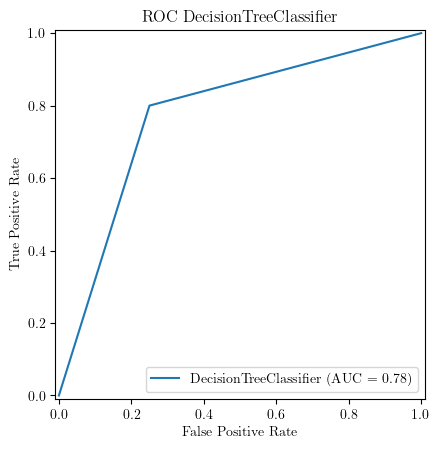 ROC DecisionTreeClassifier
1.0
0.8
0.6
0.4
0.2
0.0
True Positive Rate
DecisionTreeClassifier (AUC = 0.78)
0.0 0.2 0.4 0.6 0.8 1.0
False Positive Rate